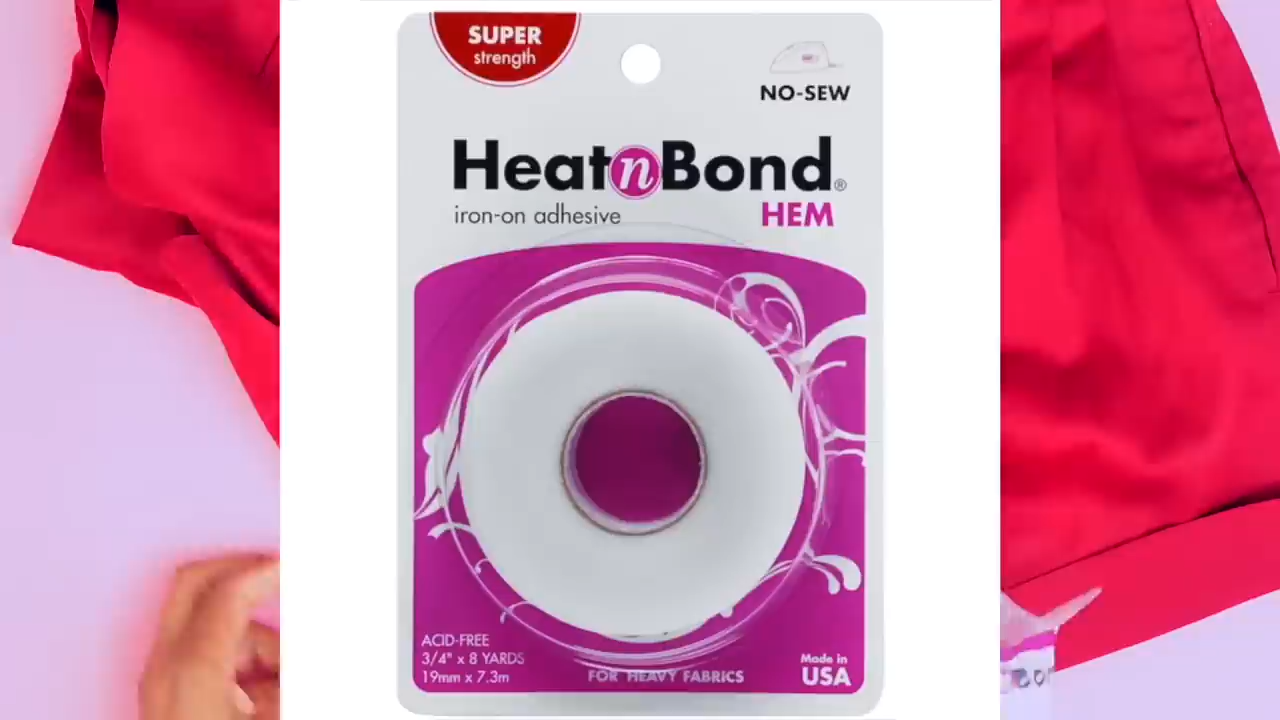 SUPER
strength
NO-SEW
HeatnBond®
iron-on adhesive
HEM
ACID-FREE
3/4" x 8 YARDS
19mm x 7.3m
FOR HEAVY FABRICS
Made in
USA